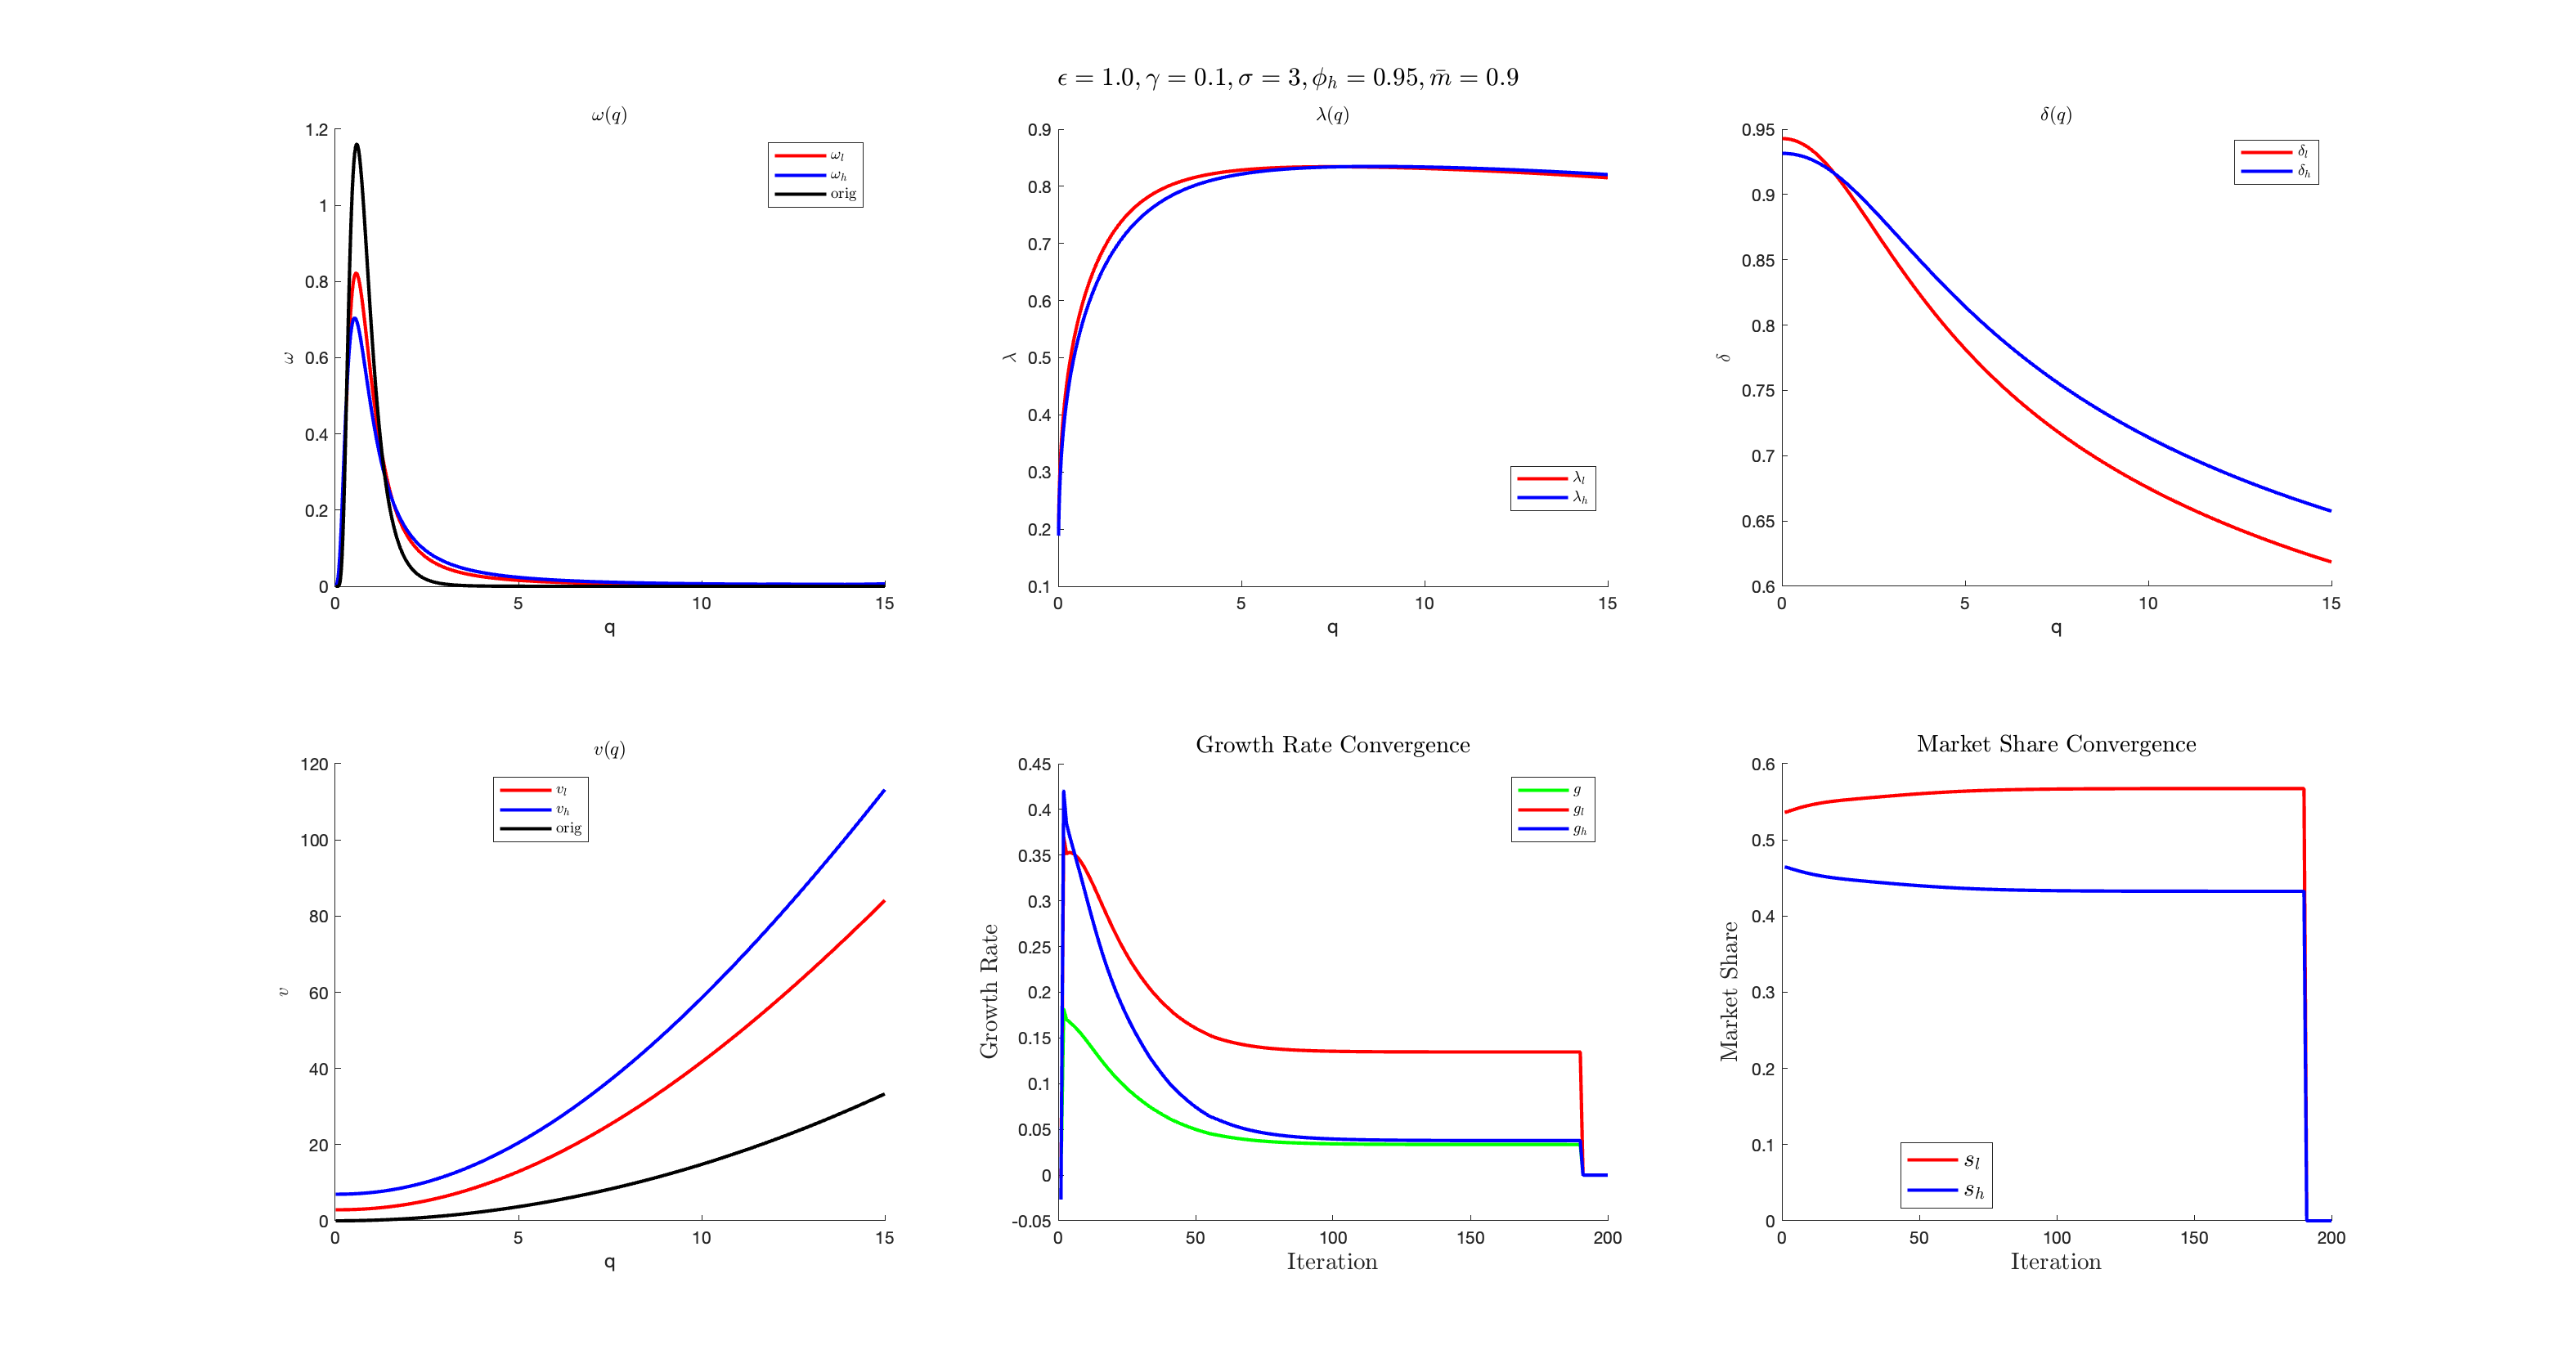 ϵ = 1.0, γ = 0.1, σ = 3, ϕ_h = 0.95, m̄ = 0.9
ω(q)
1.2
1
0.8
0.6
0.4
0.2
0
ω
0 5 10 15
q
ω_l
ω_h
orig
λ(q)
0.9
0.8
0.7
0.6
0.5
0.4
0.3
0.2
0.1
λ
0 5 10 15
q
λ_l
λ_h
δ(q)
0.95
0.9
0.85
0.8
0.75
0.7
0.65
0.6
δ
0 5 10 15
q
δ_l
δ_h
v(q)
120
100
80
60
40
20
0
v
0 5 10 15
q
v_l
v_h
orig
Growth Rate Convergence
0.45
0.4
0.35
0.3
0.25
0.2
0.15
0.1
0.05
0
-0.05
Growth Rate
0 50 100 150 200
Iteration
g
g_l
g_h
Market Share Convergence
0.6
0.5
0.4
0.3
0.2
0.1
0
Market Share
0 50 100 150 200
Iteration
s_l
s_h